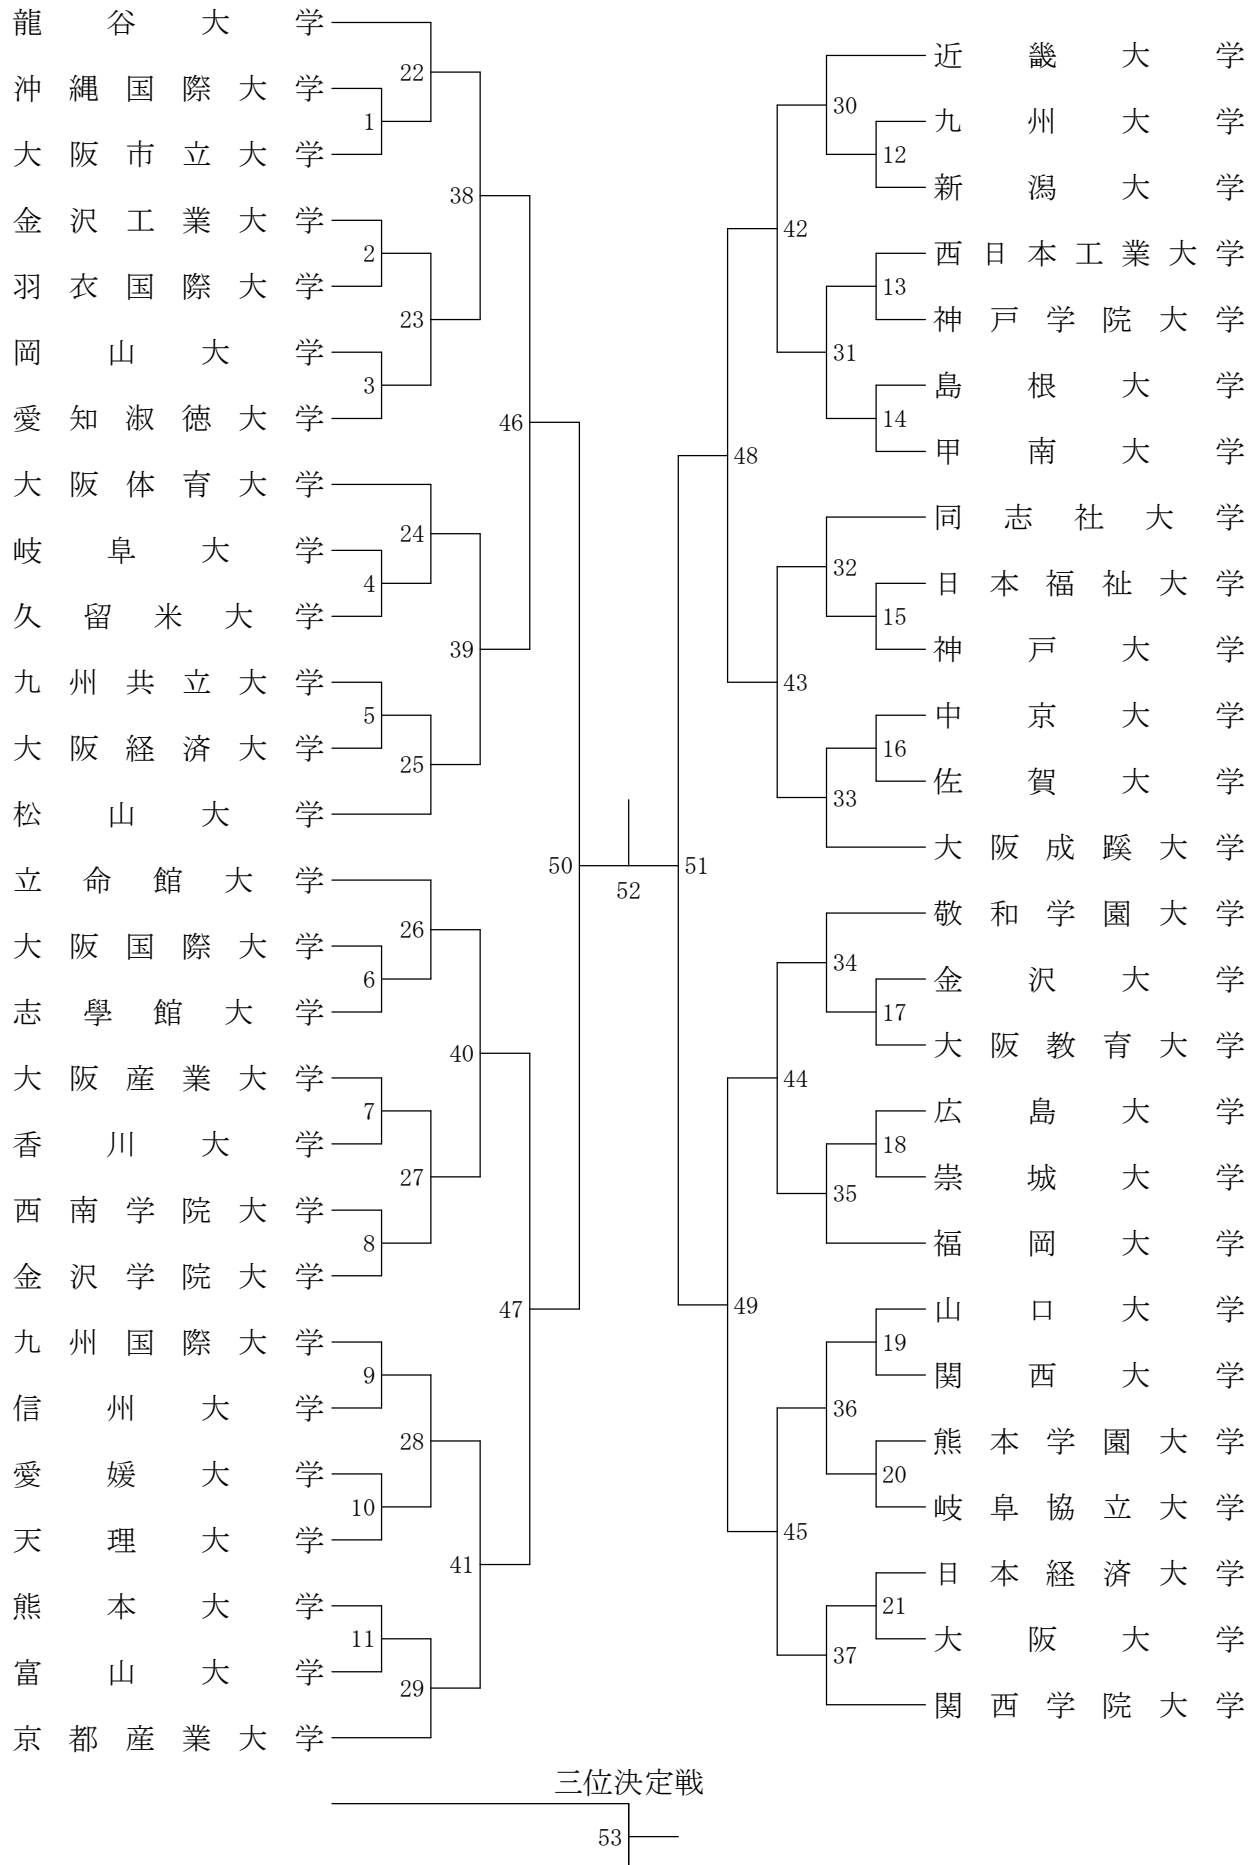 龍谷大学
沖縄国際大学
大阪市立大学
金沢工業大学
羽衣国際大学
岡山大学
愛知淑徳大学
大阪体育大学
岐阜大学
久留米大学
九州共立大学
大阪経済大学
松山大学
立命館大学
大阪国際大学
志學館大学
大阪産業大学
香川大学
西南学院大学
金沢学院大学
九州国際大学
信州大学
愛媛大学
天理大学
熊本大学
富山大学
京都産業大学
1
2
3
4
5
6
7
8
9
10
11
22
23
24
25
26
27
28
29
38
39
40
41
46
47
50
52
51
48
49
42
43
44
45
30
31
32
33
34
35
36
37
12
13
14
15
16
17
18
19
20
21
近畿大学
九州大学
新潟大学
西日本工業大学
神戸学院大学
島根大学
甲南大学
同志社大学
日本福祉大学
神戸大学
中京大学
佐賀大学
大阪成蹊大学
敬和学園大学
金沢大学
大阪教育大学
広島大学
崇城大学
福岡大学
山口大学
関西大学
熊本学園大学
岐阜協立大学
日本経済大学
大阪大学
関西学院大学
三位決定戦
53